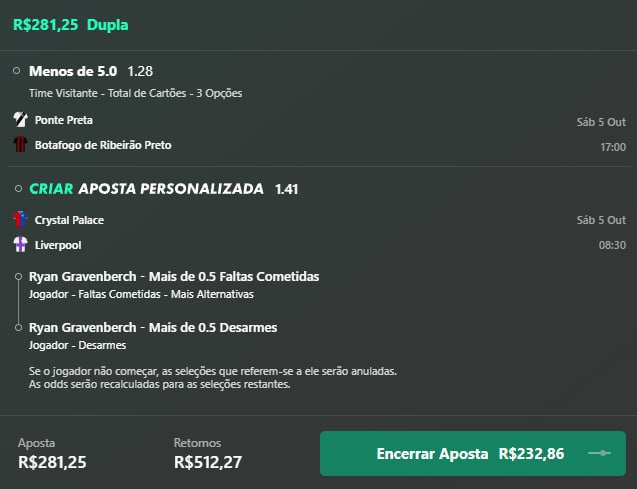 R$281,25 Dupla
Menos de 5.0 1.28
Time Visitante - Total de Cartões - 3 Opções
Ponte Preta
Sáb 5 Out
Botafogo de Ribeirão Preto
17:00
CRIAR APOSTA PERSONALIZADA 1.41
Crystal Palace
Sáb 5 Out
Liverpool
08:30
Ryan Gravenberch - Mais de 0.5 Faltas Cometidas
Jogador - Faltas Cometidas - Mais Alternativas
Ryan Gravenberch - Mais de 0.5 Desarmes
Jogador - Desarmes
Se o jogador não começar, as seleções que referem-se a ele serão anuladas.
As odds serão recalculadas para as seleções restantes.
Aposta
Retornos
R$281,25
R$512,27
Encerrar Aposta R$232,86